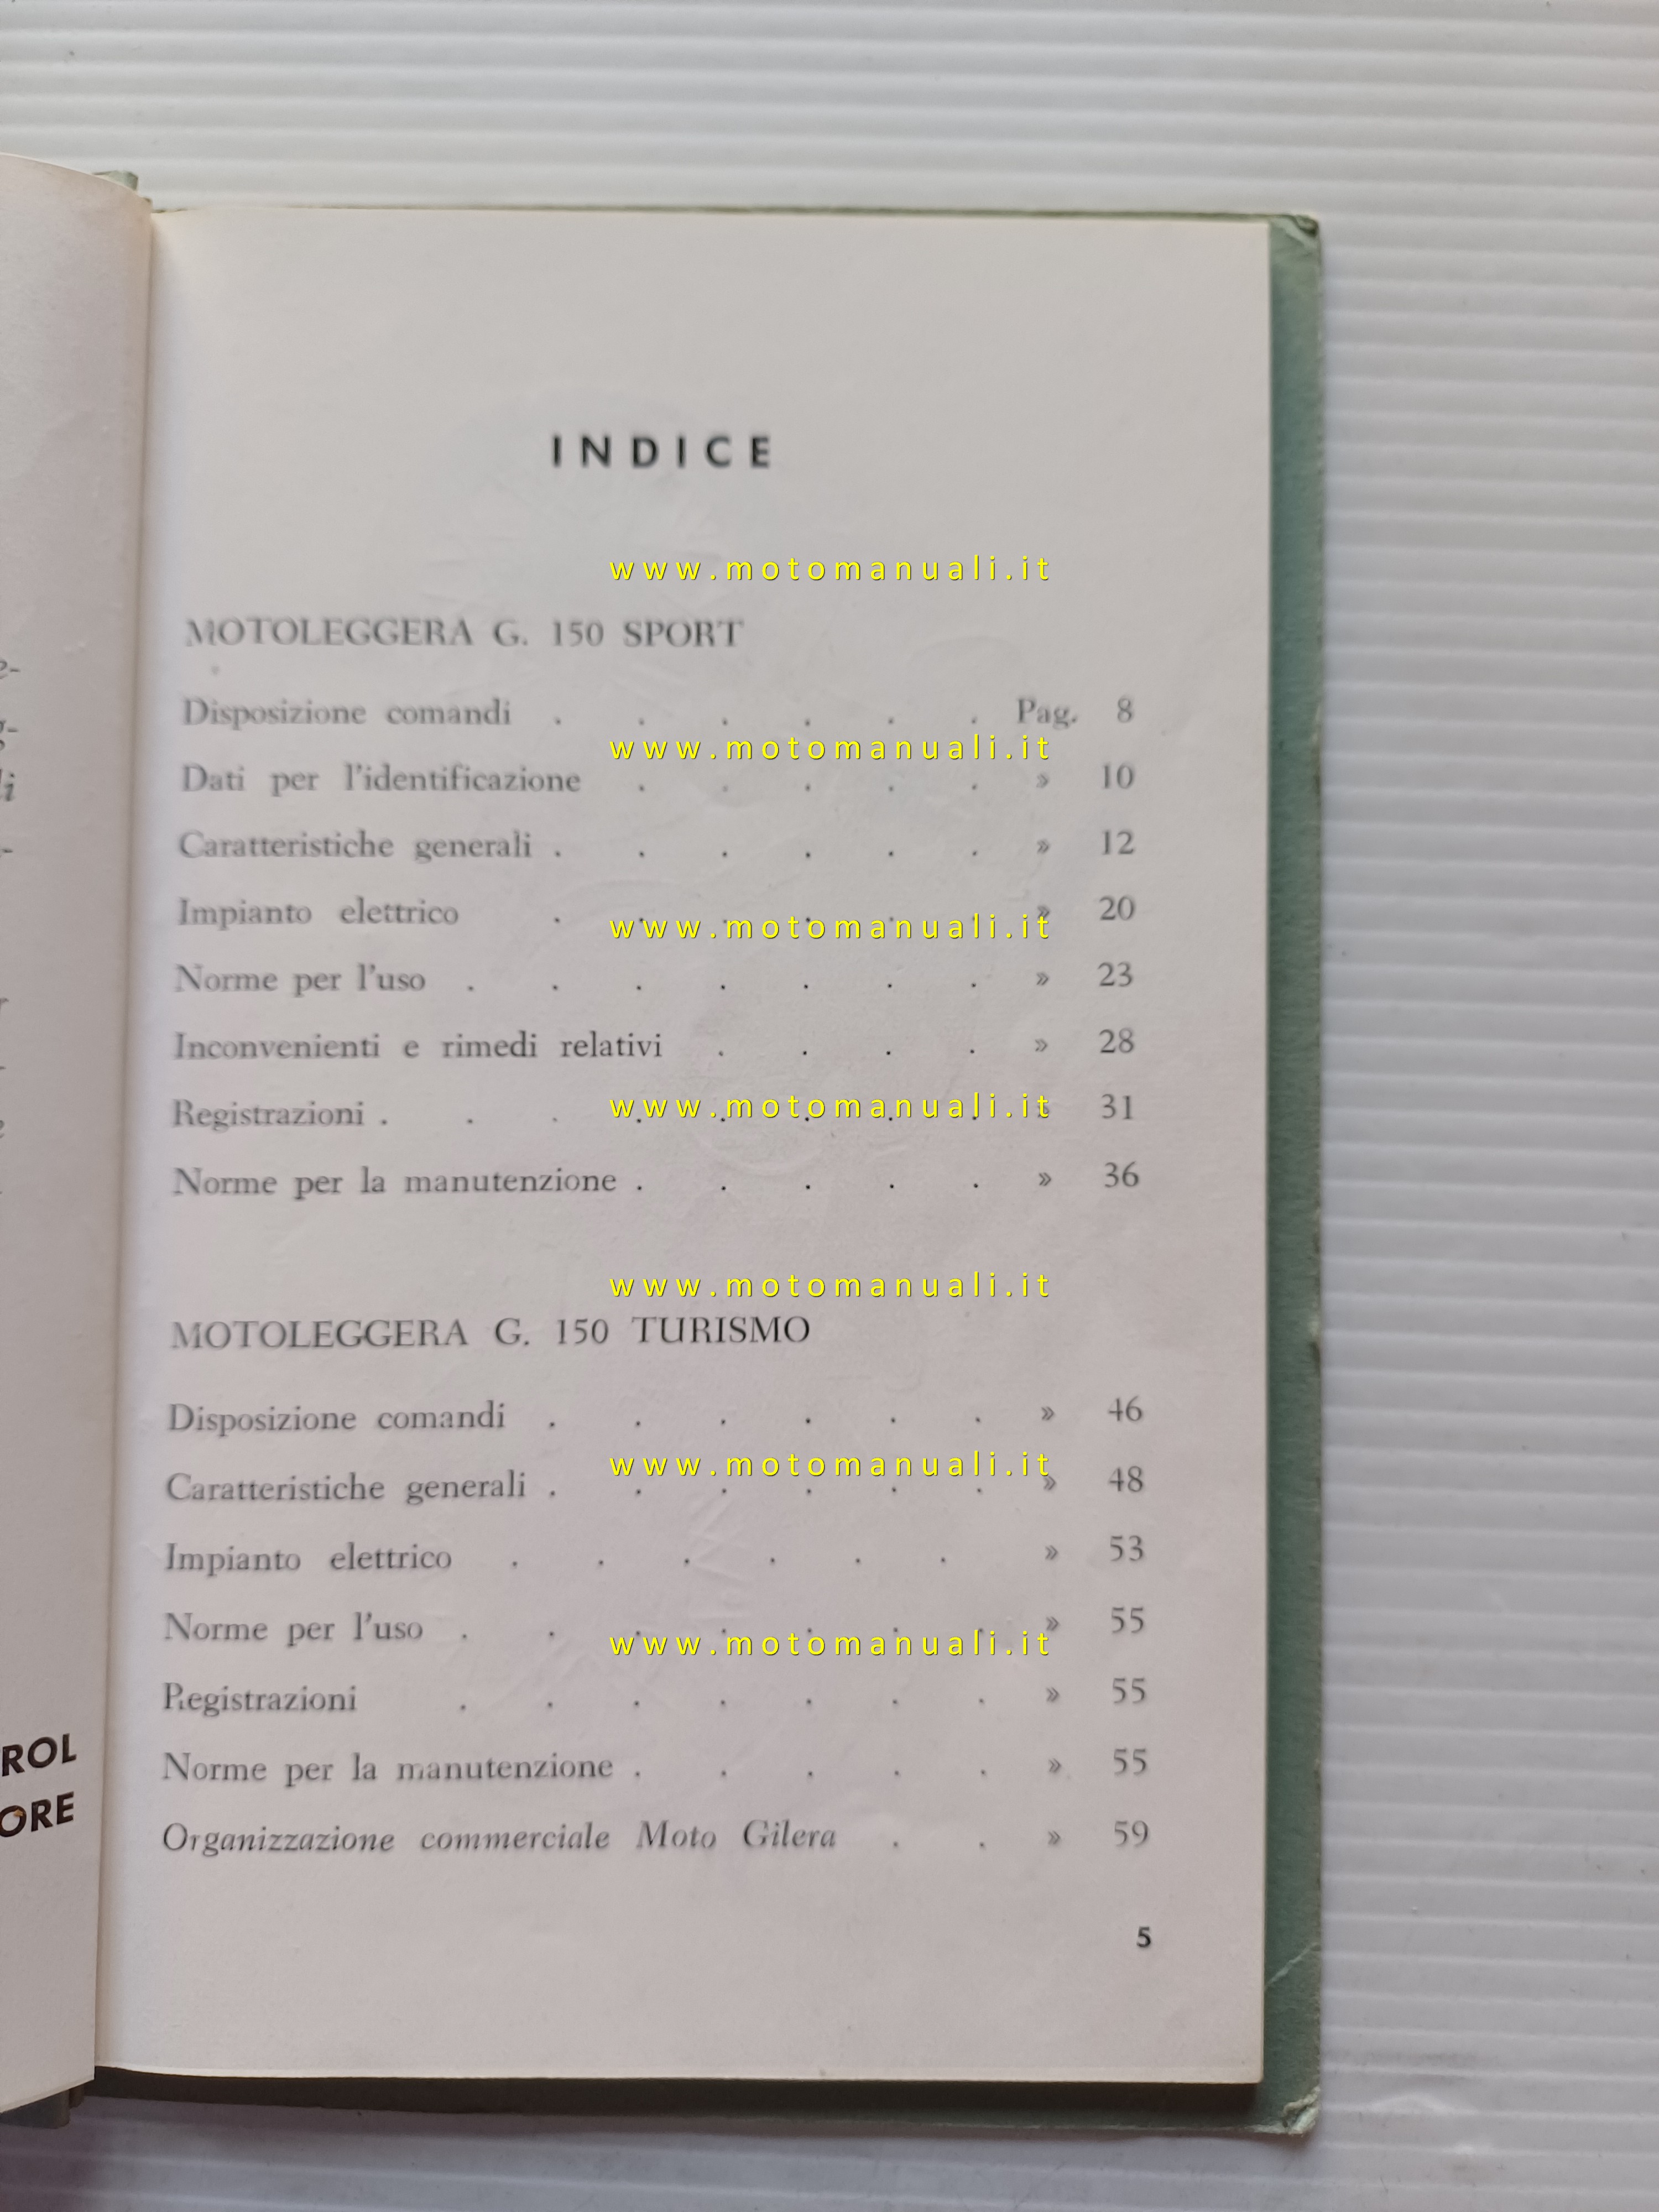 INDICE
www.motomanuali.it
MOTOLEGGERA G. 150 SPORT
Disposizione comandi . . . . . . Pag. 8
www.motomanuali.it
Dati per l'identificazione . . . . . » 10
Caratteristiche generali . . . . . . » 12
Impianto elettrico . . . . . . » 20
www.motomanuali.it
Norme per l'uso . . . . . . . » 23
Inconvenienti e rimedi relativi . . . . » 28
Registrazioni . . . . . . . . » 31
www.motomanuali.it
Norme per la manutenzione . . . . . » 36
www.motomanuali.it
MOTOLEGGERA G. 150 TURISMO
Disposizione comandi . . . . . . » 46
www.motomanuali.it
Caratteristiche generali . . . . . . » 48
Impianto elettrico . . . . . . » 53
Norme per l'uso . . . . . . . » 55
www.motomanuali.it
Registrazioni . . . . . . . » 55
Norme per la manutenzione . . . . . » 55
Organizzazione commerciale Moto Gilera . . » 59
5